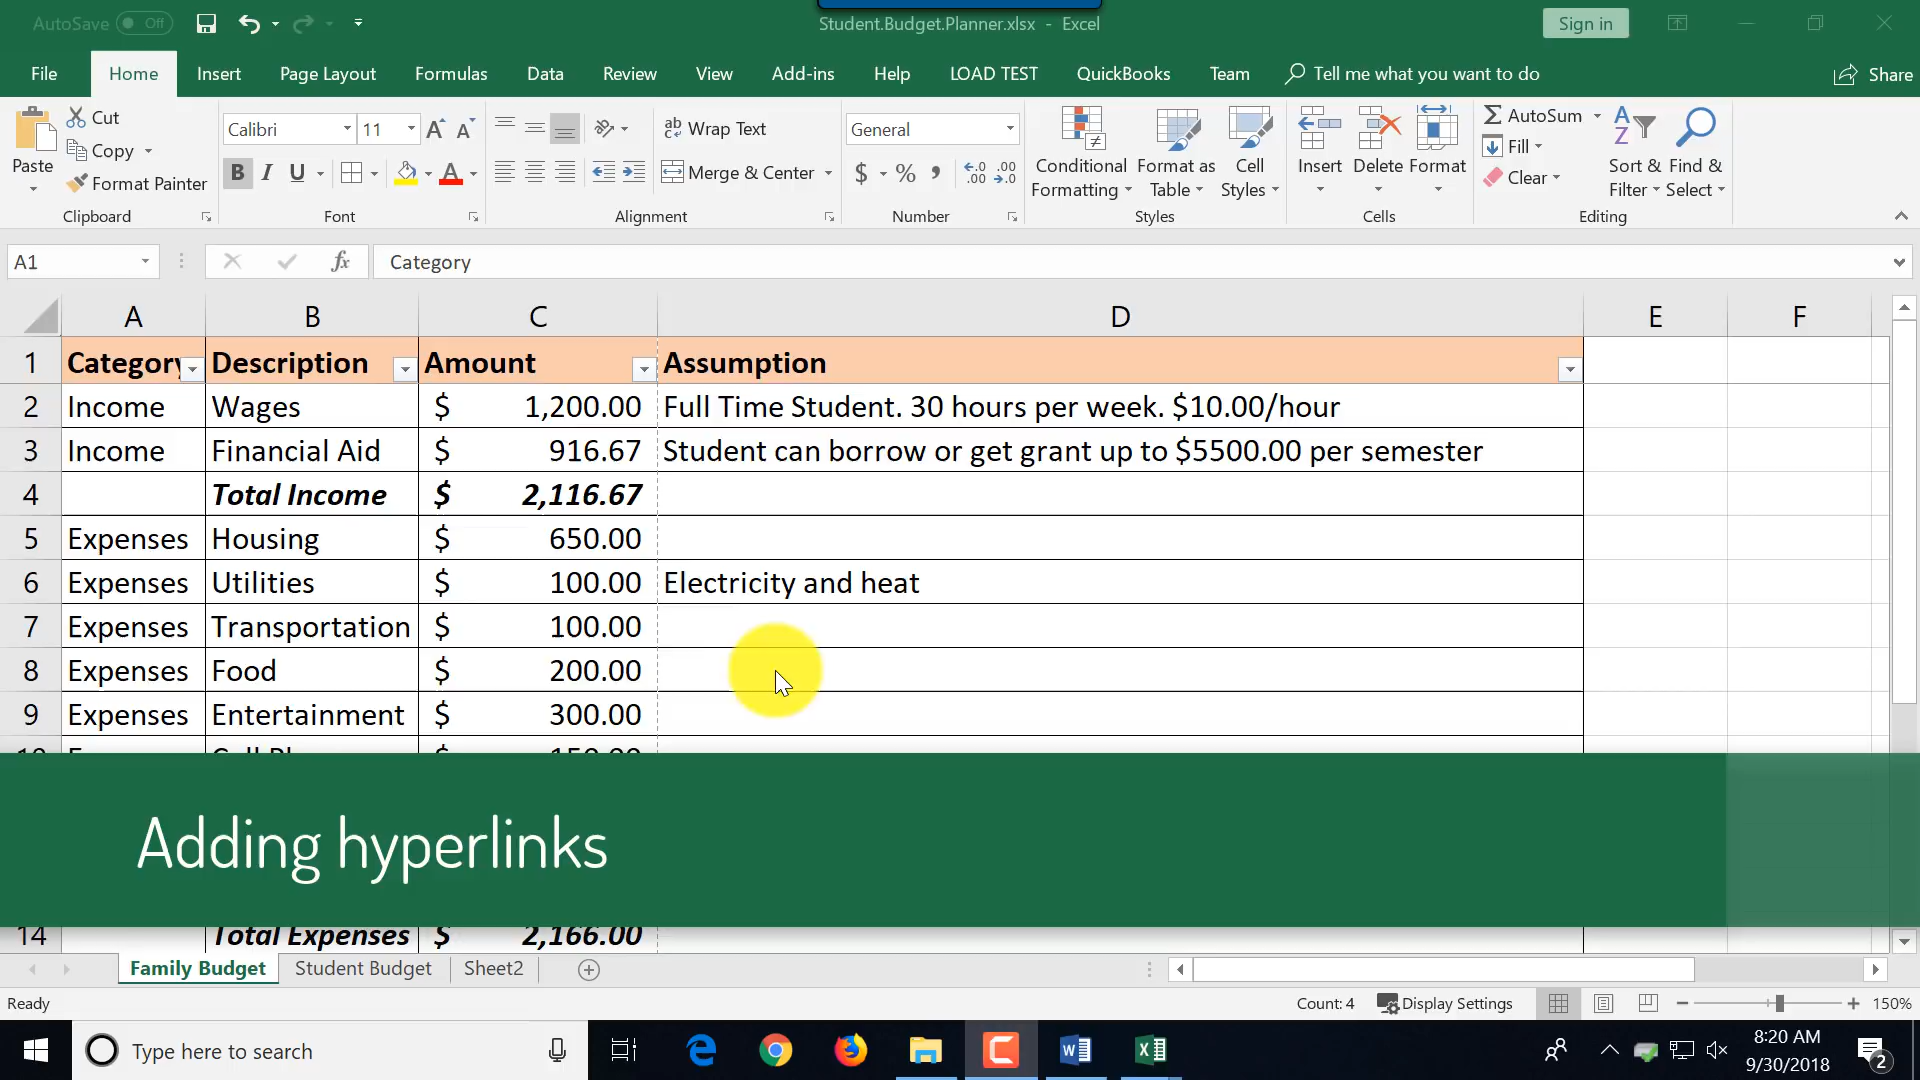 AutoSave Off
Student.Budget.Planner.xlsx - Excel
Sign in
File Home Insert Page Layout Formulas Data Review View Add-ins Help LOAD TEST QuickBooks Team Tell me what you want to do Share
Paste
Cut
Copy
Format Painter
Clipboard
Calibri 11
B I U
Font
Wrap Text
Merge & Center
Alignment
General
$ % ,
Number
Conditional Formatting
Format as Table
Cell Styles
Styles
Insert Delete Format
Cells
AutoSum
Fill
Clear
Sort & Filter
Find & Select
Editing
A1 fx Category
A B C D E F
1 Category Description Amount Assumption
2 Income Wages $ 1,200.00 Full Time Student. 30 hours per week. $10.00/hour
3 Income Financial Aid $ 916.67 Student can borrow or get grant up to $5500.00 per semester
4 Total Income $ 2,116.67
5 Expenses Housing $ 650.00
6 Expenses Utilities $ 100.00 Electricity and heat
7 Expenses Transportation $ 100.00
8 Expenses Food $ 200.00
9 Expenses Entertainment $ 300.00
Adding hyperlinks
14 Total Expenses $ 2,166.00
Family Budget Student Budget Sheet2
Ready
Count: 4 Display Settings 150%
Type here to search
8:20 AM
9/30/2018
2